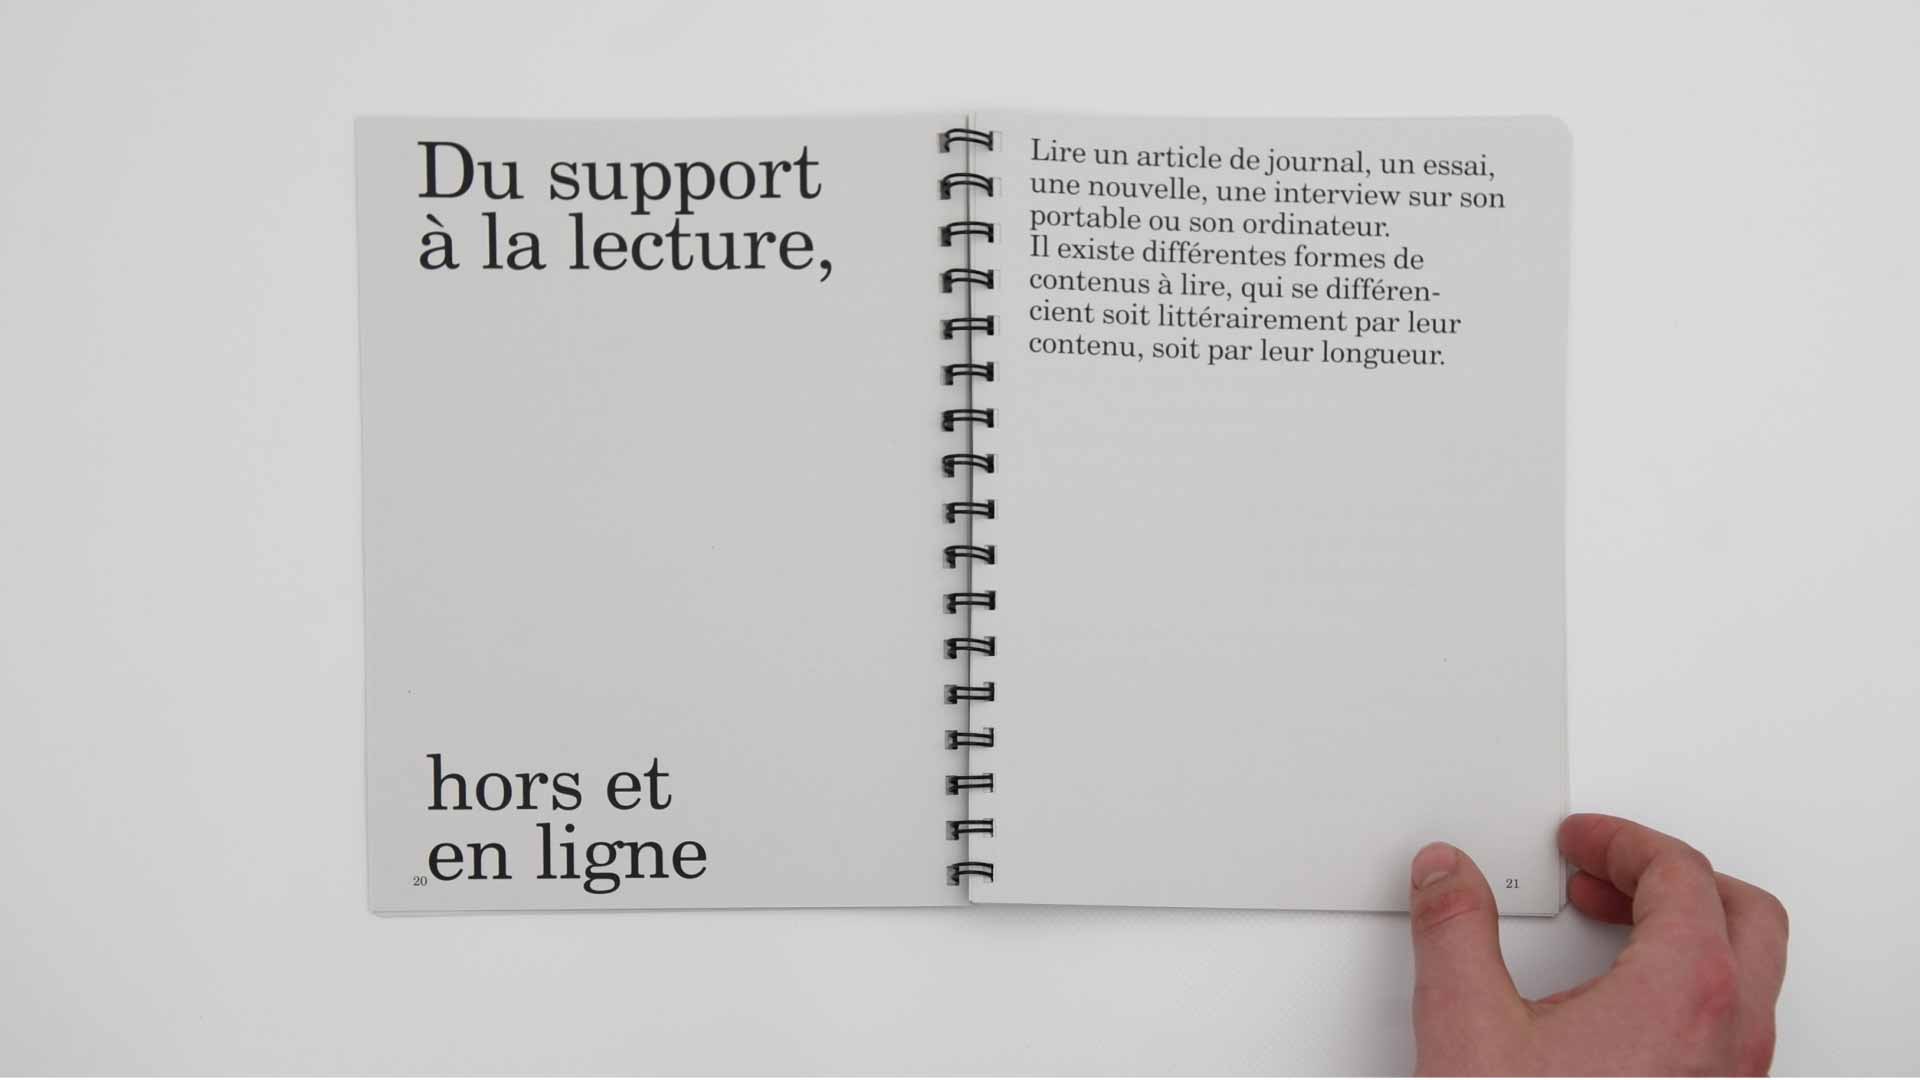 Du support
à la lecture,
hors et
en ligne
20
Lire un article de journal, un essai,
une nouvelle, une interview sur son
portable ou son ordinateur.
Il existe différentes formes de
contenus à lire, qui se différen-
cient soit littérairement par leur
contenu, soit par leur longueur.
21